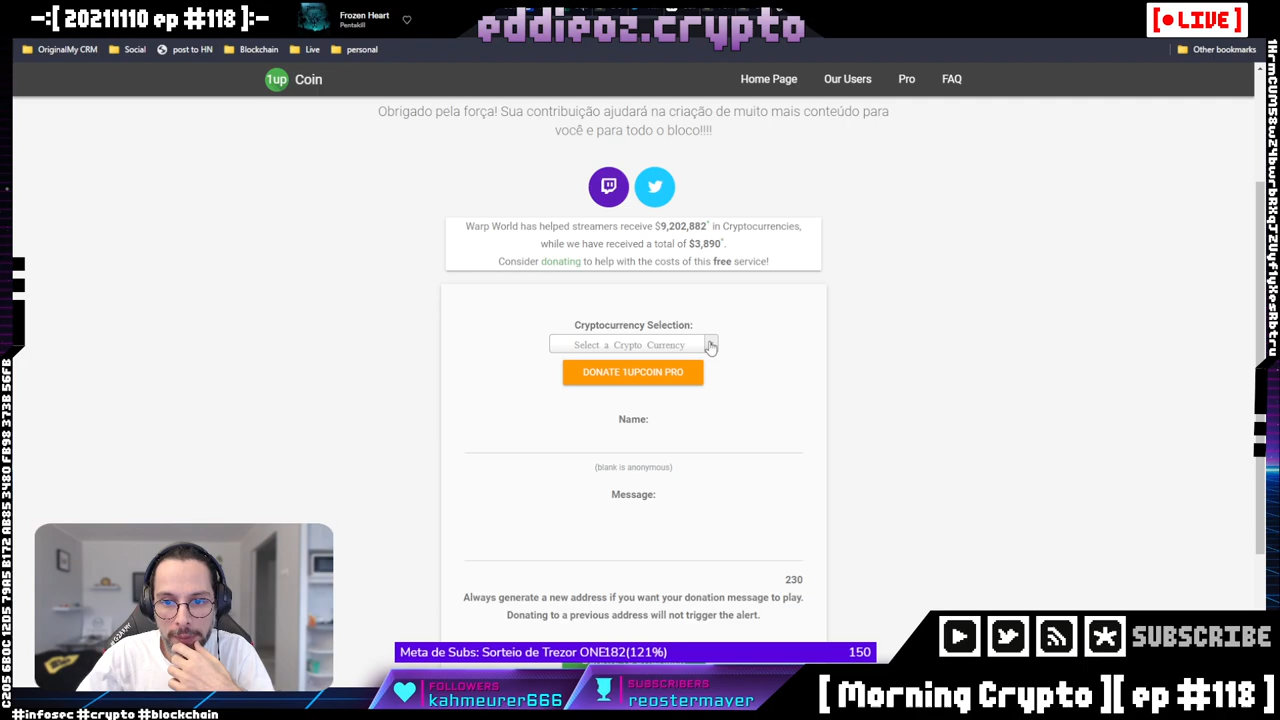 —:[ 20211110 ep #118 ]:—
Frozen Heart
Pentakill
eddieoz.crypto
[ ● LIVE ]
OriginalMy CRM
Social
post to HN
Blockchain
Live
personal
Other bookmarks
1up Coin
Home Page
Our Users
Pro
FAQ
Obrigado pela força! Sua contribuição ajudará na criação de muito mais conteúdo para
você e para todo o bloco!!!!
Warp World has helped streamers receive $9,202,882* in Cryptocurrencies,
while we have received a total of $3,890*.
Consider donating to help with the costs of this free service!
Cryptocurrency Selection:
Select a Crypto Currency
DONATE 1UPCOIN PRO
Name:
(blank is anonymous)
Message:
230
Always generate a new address if you want your donation message to play.
Donating to a previous address will not trigger the alert.
Meta de Subs: Sorteio de Trezor ONE182(121%)
150
FOLLOWERS
kahmeurer666
SUBSCRIBERS
reostermayer
SUBSCRIBE
[ Morning Crypto ][ ep #118 ]
#infosec #crypto #blockchain